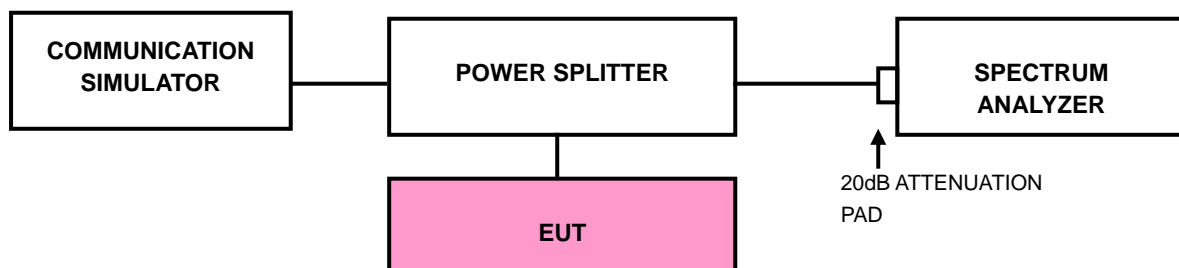 COMMUNICATION
SIMULATOR
POWER SPLITTER
SPECTRUM
ANALYZER
20dB ATTENUATION
PAD
EUT